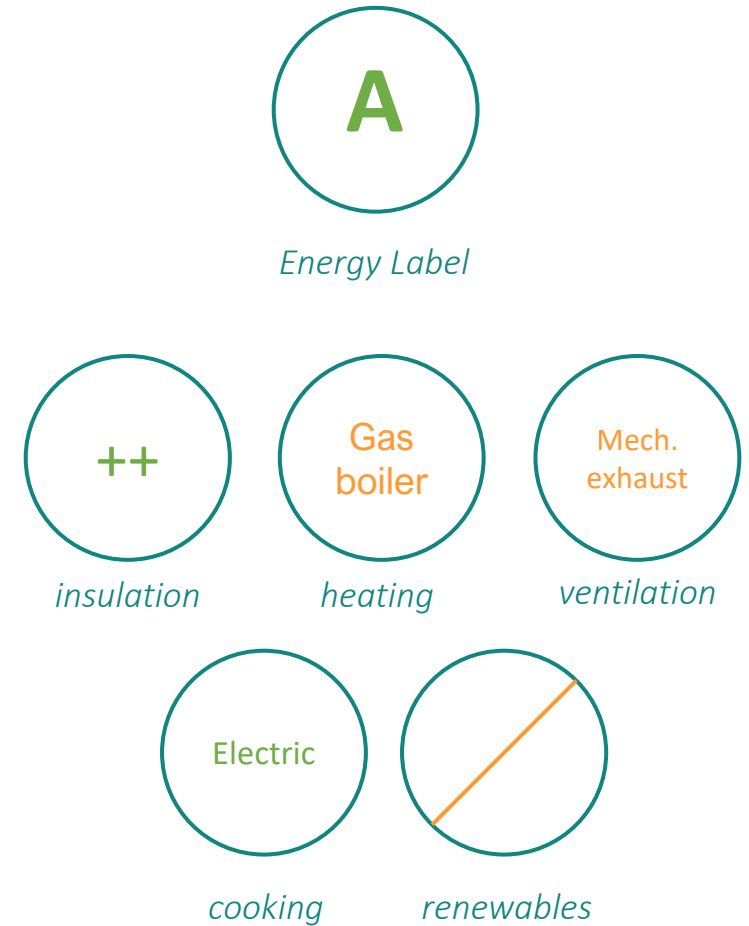 A
Energy Label
++
insulation
Gas
boiler
heating
Mech.
exhaust
ventilation
Electric
cooking
renewables